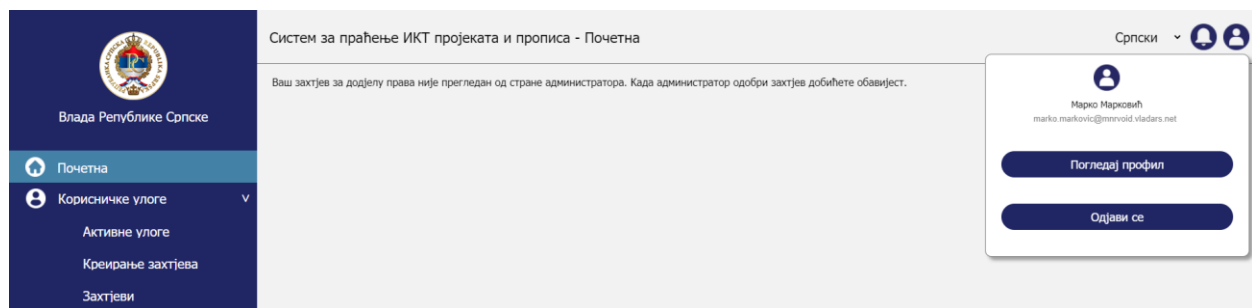 Систем за праћење ИКТ пројеката и прописа - Почетна
Српски
Влада Републике Српске
Почетна
Корисничке улоге
Активне улоге
Креирање захтјева
Захтјеви
Ваш захтјев за додјелу права није прегледан од стране администратора. Када администратор одобри захтјев добићете обавијест.
Марко Марковић
marko.markovic@mnrvoid.vladars.net
Погледај профил
Одјави се